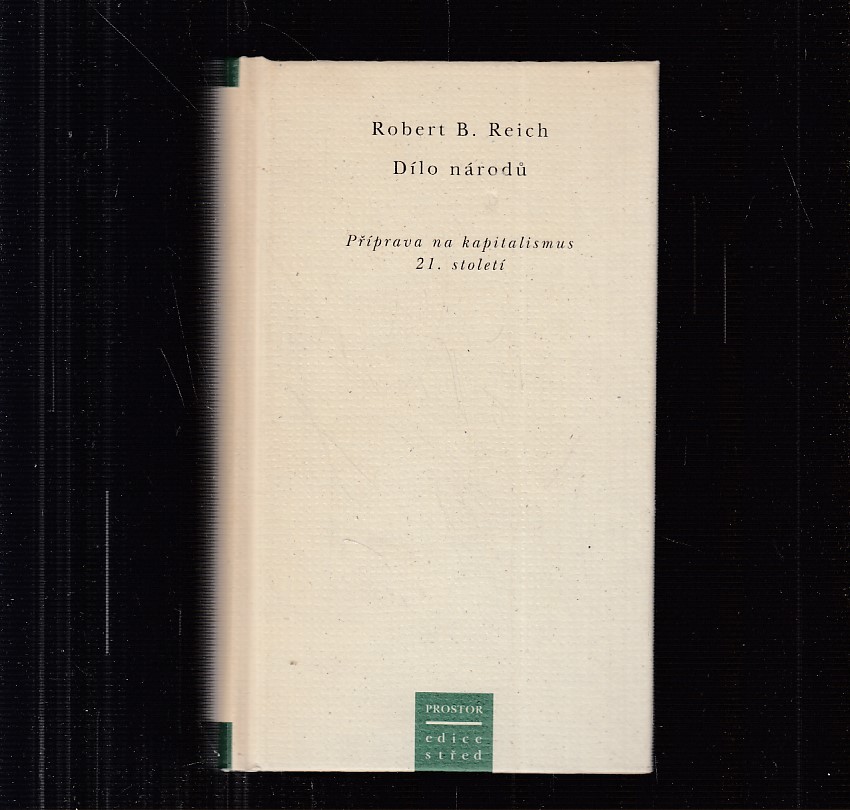 Robert B. Reich
Dílo národů
Příprava na kapitalismus
21. století
PROSTOR
edice
střed